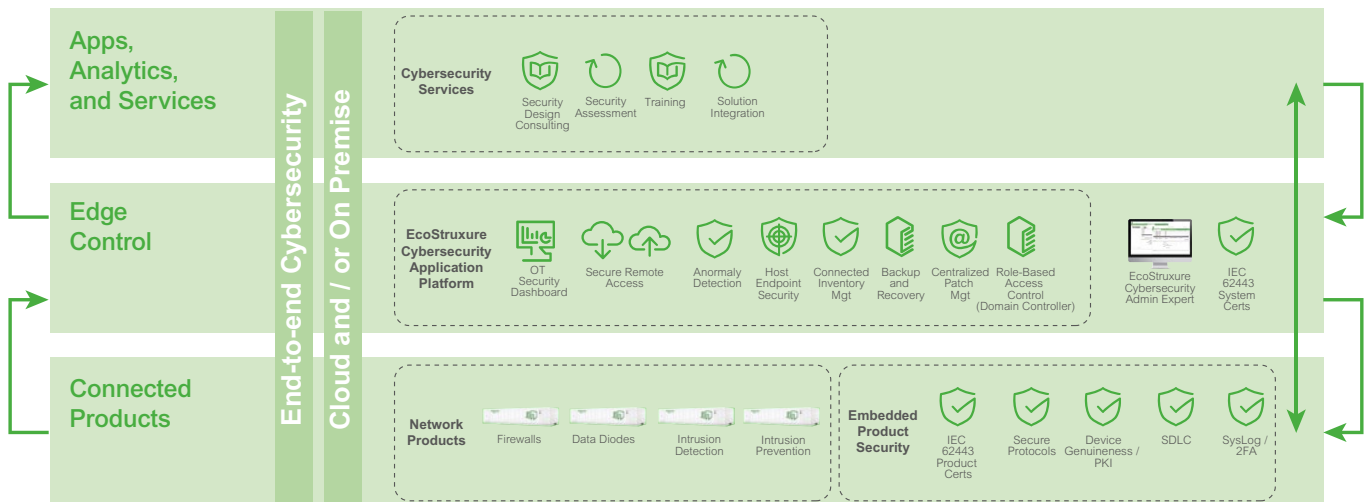 Apps,
Analytics,
and Services
End-to-end Cybersecurity
Cloud and / or On Premise
Cybersecurity
Services
Security
Design
Consulting
Security
Assessment
Training
Solution
Integration
Edge
Control
EcoStruxure
Cybersecurity
Application
Platform
OT
Security
Dashboard
Secure Remote
Access
Anormaly
Detection
Host
Endpoint
Security
Connected
Inventory
Mgt
Backup
and
Recovery
Centralized
Patch
Mgt
Role-Based
Access
Control
(Domain Controller)
EcoStruxure
Cybersecurity
Admin Expert
IEC
62443
System
Certs
Connected
Products
Network
Products
Firewalls
Data Diodes
Intrusion
Detection
Intrusion
Prevention
Embedded
Product
Security
IEC
62443
Product
Certs
Secure
Protocols
Device
Genuineness /
PKI
SDLC
SysLog /
2FA